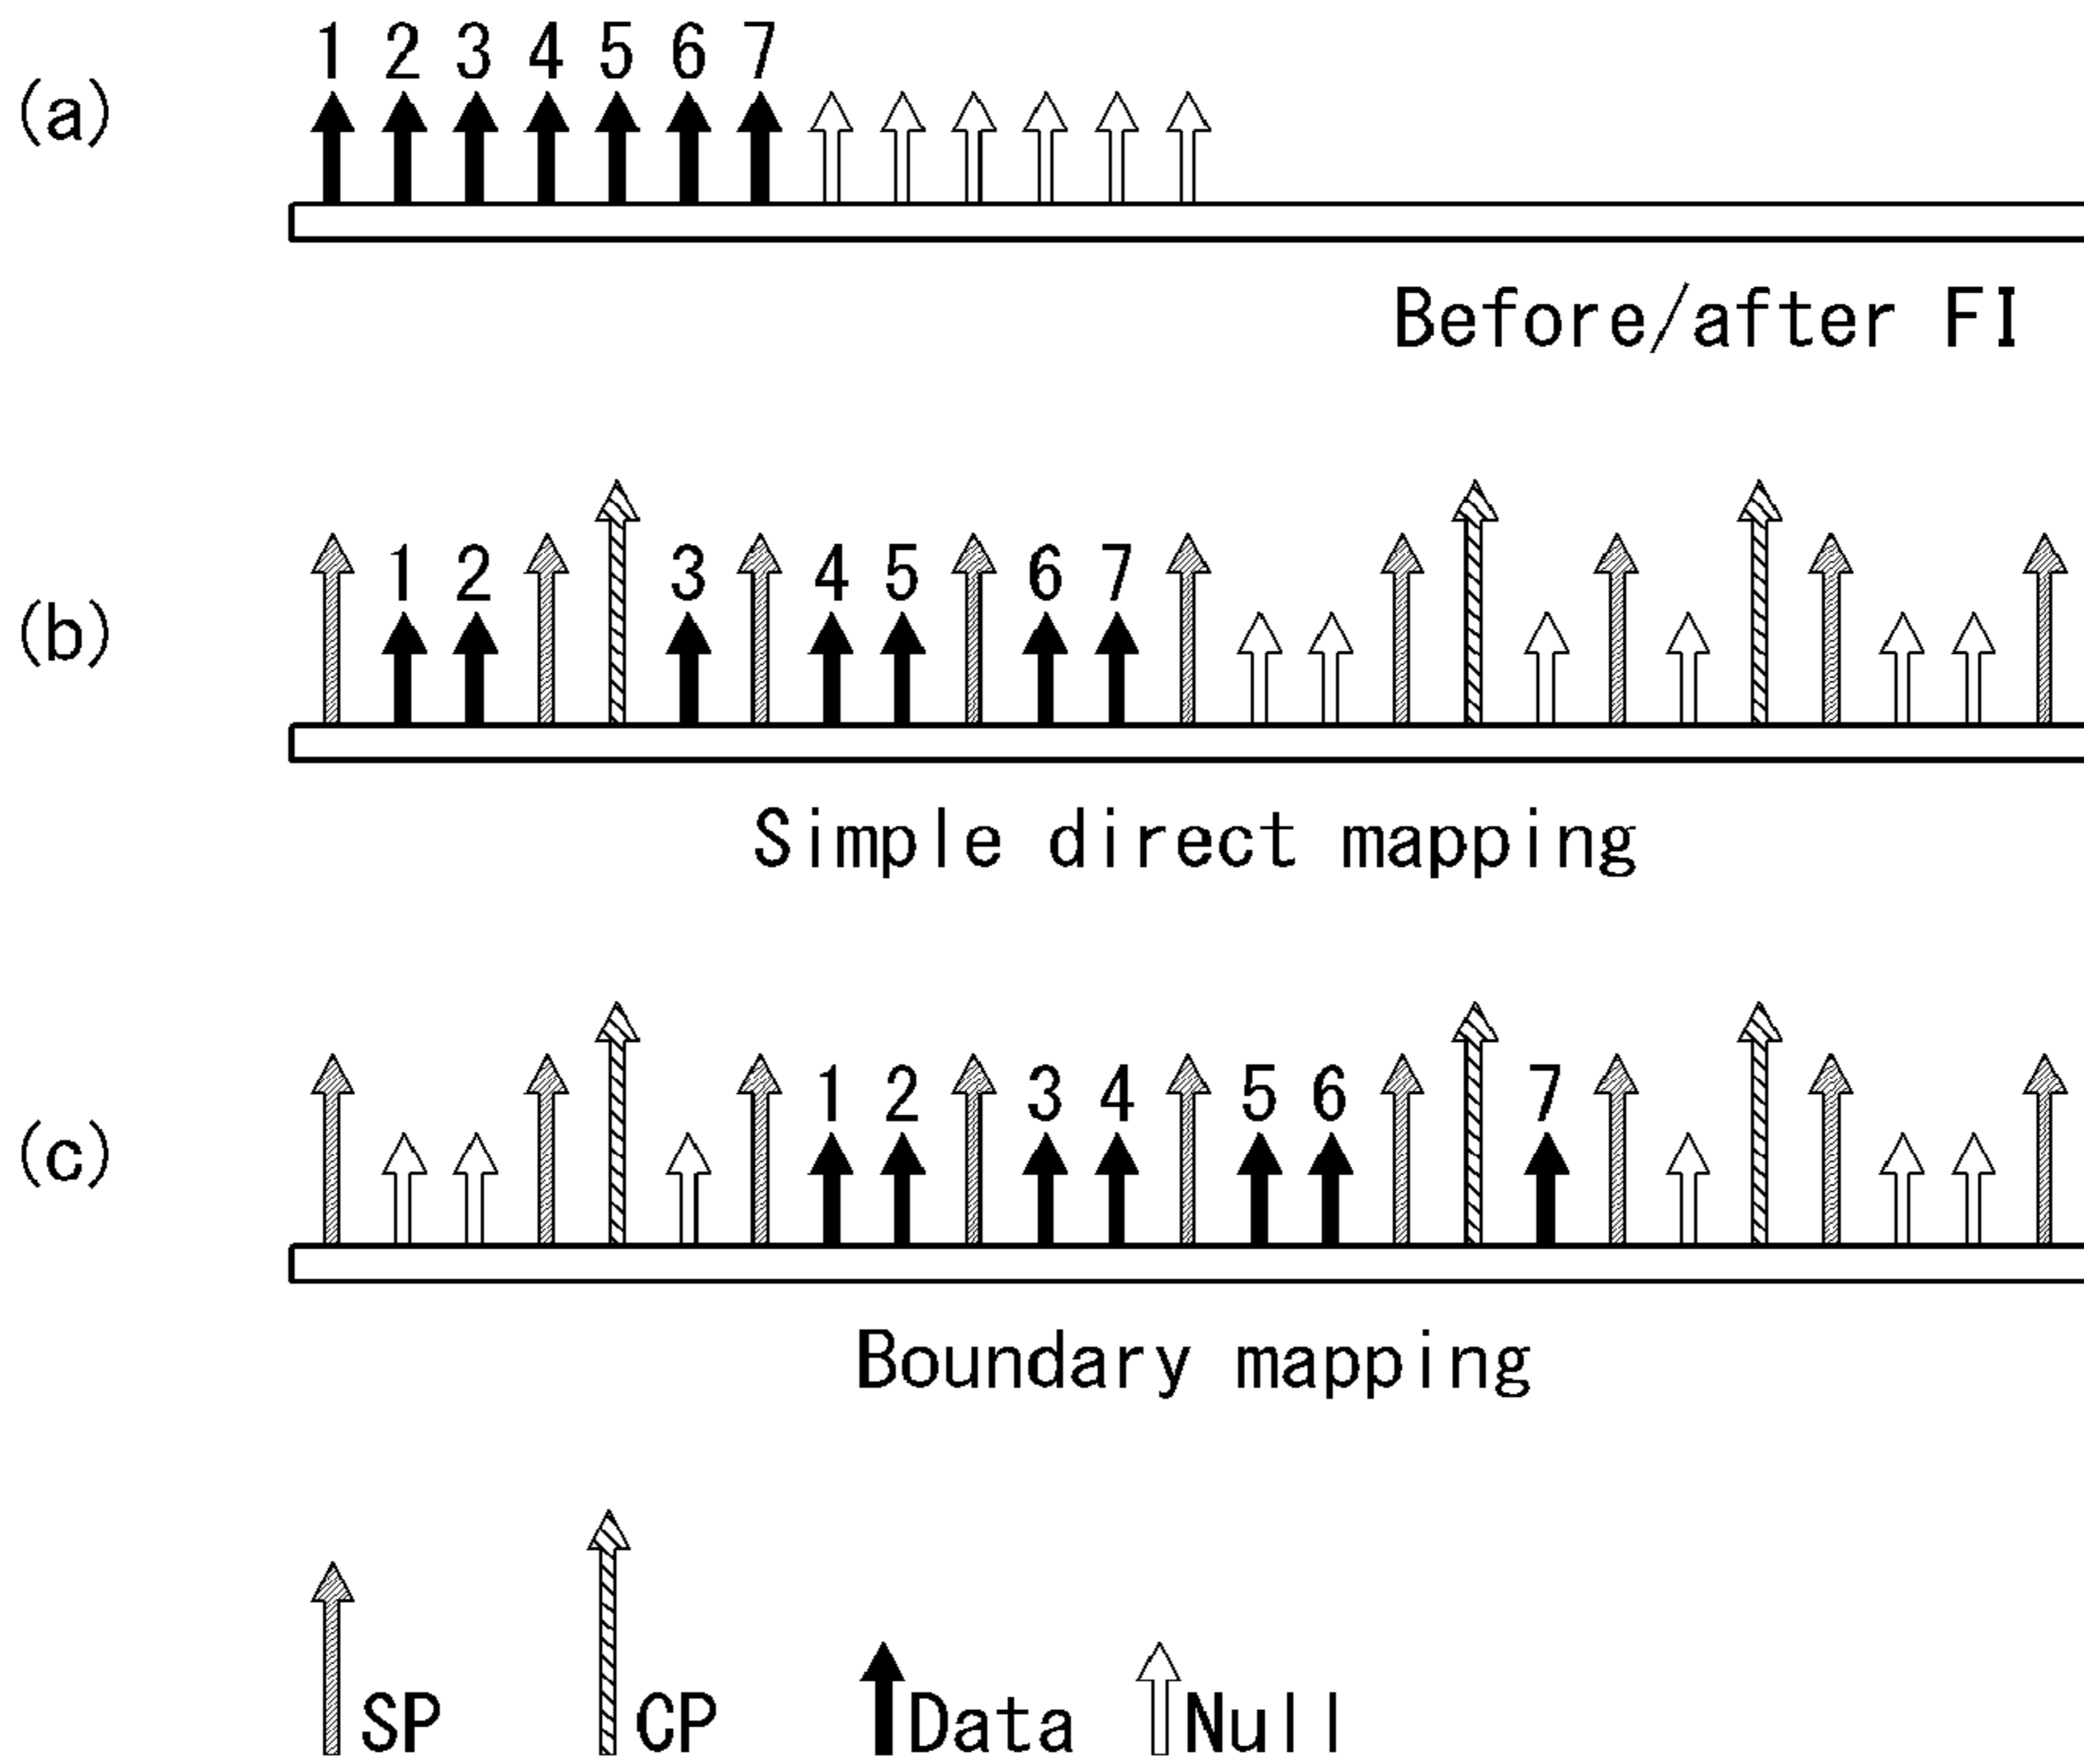 1 2 3 4 5 6 7
(a)
Before/after FI
1 2 3 4 5 6 7
(b)
Simple direct mapping
1 2 3 4 5 6 7
(c)
Boundary mapping
SP CP Data Null